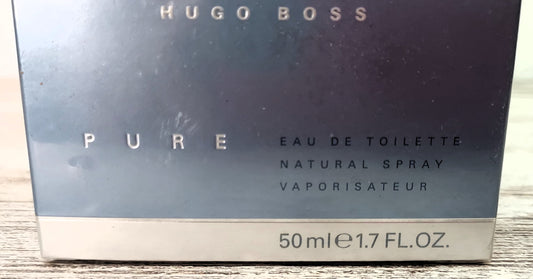 HUGO BOSS
PURE
EAU DE TOILETTE
NATURAL SPRAY
VAPORISATEUR
50ml℮1.7 FL.OZ.